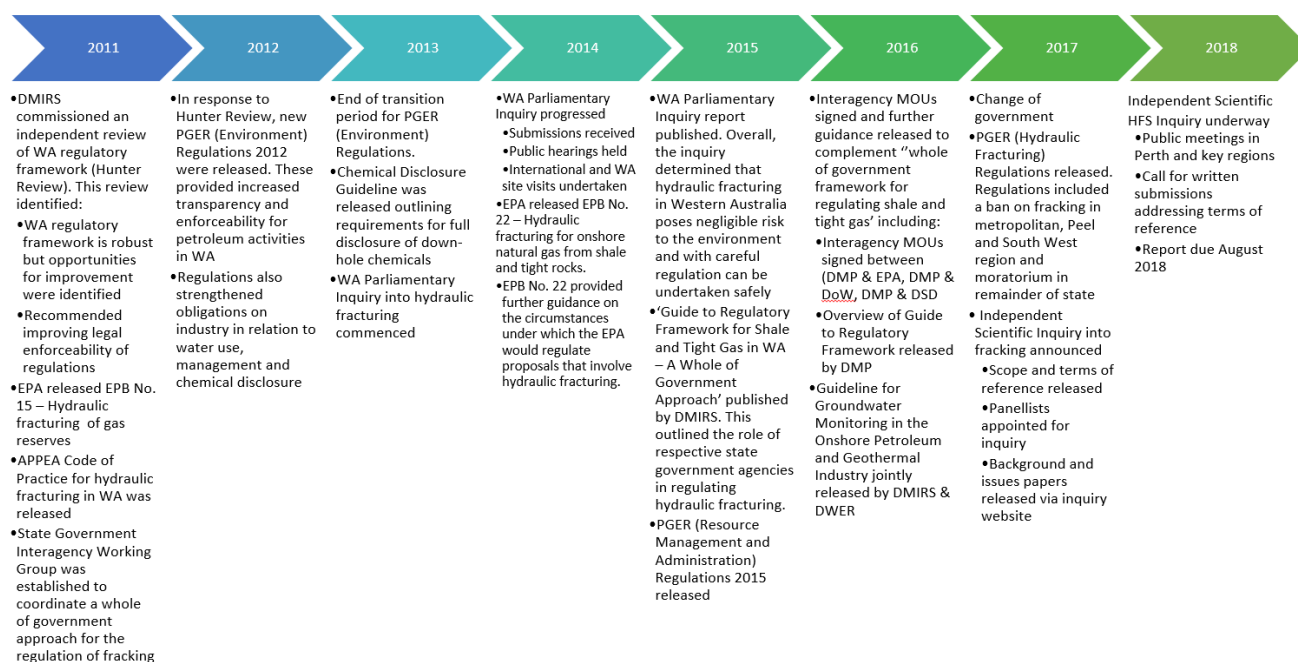 2011
2012
2013
2014
2015
2016
2017
2018
•DMIRS
commissioned an
independent review
of WA regulatory
framework (Hunter
Review). This review
identified:
•WA regulatory
framework is robust
but opportunities
for improvement
were identified
•Recommended
improving legal
enforceability of
regulations
•EPA released EPB No.
15 – Hydraulic
fracturing of gas
reserves
•APPEA Code of
Practice for hydraulic
fracturing in WA was
released
•State Government
Interagency Working
Group was
established to
coordinate a whole
of government
approach for the
regulation of fracking
•In response to
Hunter Review, new
PGER (Environment)
Regulations 2012
were released. These
provided increased
transparency and
enforceability for
petroleum activities
in WA
•Regulations also
strengthened
obligations on
industry in relation to
water use,
management and
chemical disclosure
•End of transition
period for PGER
(Environment)
Regulations.
•Chemical Disclosure
Guideline was
released outlining
requirements for full
disclosure of down-
hole chemicals
•WA Parliamentary
Inquiry into hydraulic
fracturing
commenced
•WA Parliamentary
Inquiry progressed
•Submissions received
•Public hearings held
•International and WA
site visits undertaken
•EPA released EPB No.
22 – Hydraulic
fracturing for onshore
natural gas from shale
and tight rocks.
•EPB No. 22 provided
further guidance on
the circumstances
under which the EPA
would regulate
proposals that involve
hydraulic fracturing.
•WA Parliamentary
Inquiry report
published. Overall,
the inquiry
determined that
hydraulic fracturing
in Western Australia
poses negligible risk
to the environment
and with careful
regulation can be
undertaken safely
•‘Guide to Regulatory
Framework for Shale
and Tight Gas in WA
– A Whole of
Government
Approach’ published
by DMIRS. This
outlined the role of
respective state
government agencies
in regulating
hydraulic fracturing.
•PGER (Resource
Management and
Administration)
Regulations 2015
released
•Interagency MOUs
signed and further
guidance released to
complement ‘’whole
of government
framework for
regulating shale and
tight gas’ including:
•Interagency MOUs
signed between
(DMP & EPA, DMP &
DoW, DMP & DSD
•Overview of Guide
to Regulatory
Framework released
by DMP
•Guideline for
Groundwater
Monitoring in the
Onshore Petroleum
and Geothermal
Industry jointly
released by DMIRS &
DWER
•Change of
government
•PGER (Hydraulic
Fracturing)
Regulations released.
Regulations included
a ban on fracking in
metropolitan, Peel
and South West
region and
moratorium in
remainder of state
• Independent
Scientific Inquiry into
fracking announced
•Scope and terms of
reference released
•Panellists
appointed for
inquiry
•Background and
issues papers
released via inquiry
website
Independent Scientific
HFS Inquiry underway
•Public meetings in
Perth and key regions
•Call for written
submissions
addressing terms of
reference
•Report due August
2018